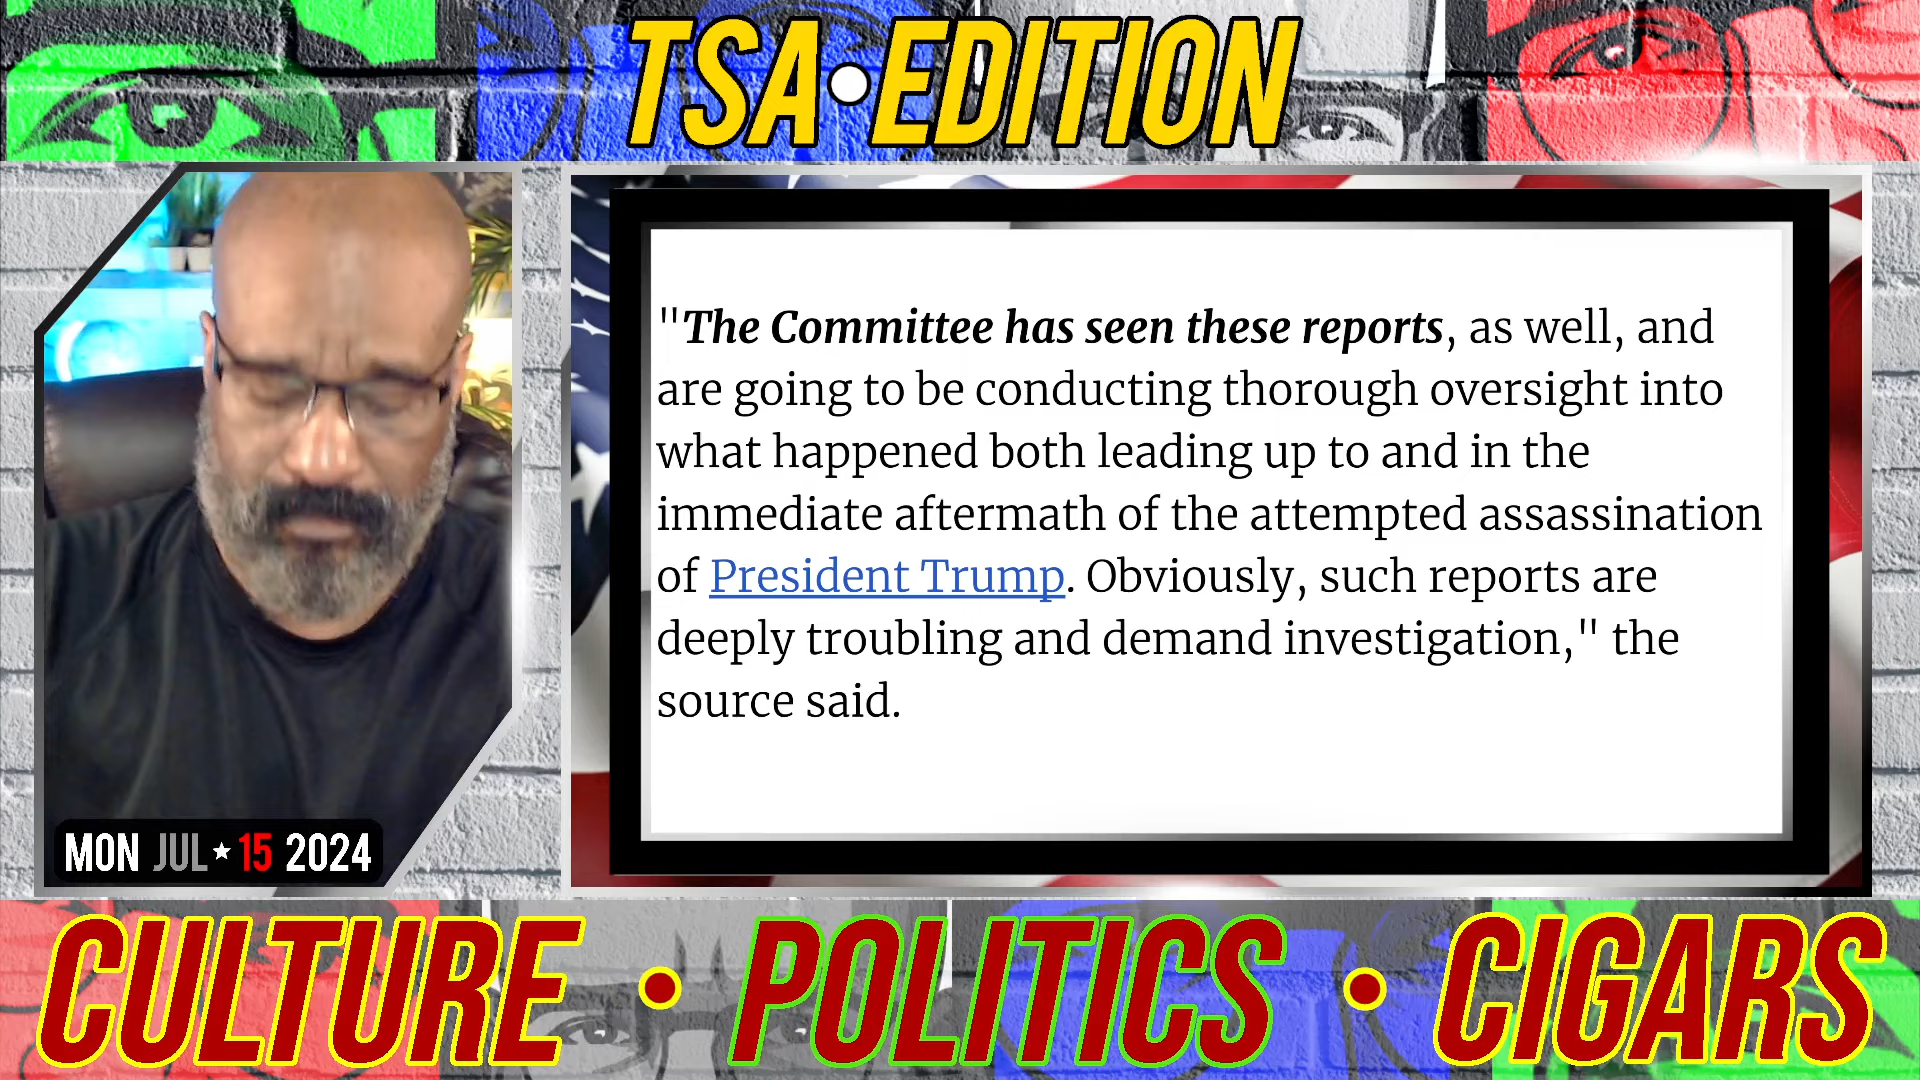 TSA•EDITION
"The Committee has seen these reports, as well, and
are going to be conducting thorough oversight into
what happened both leading up to and in the
immediate aftermath of the attempted assassination
of President Trump. Obviously, such reports are
deeply troubling and demand investigation," the
source said.
MON JUL★15 2024
CULTURE • POLITICS • CIGARS